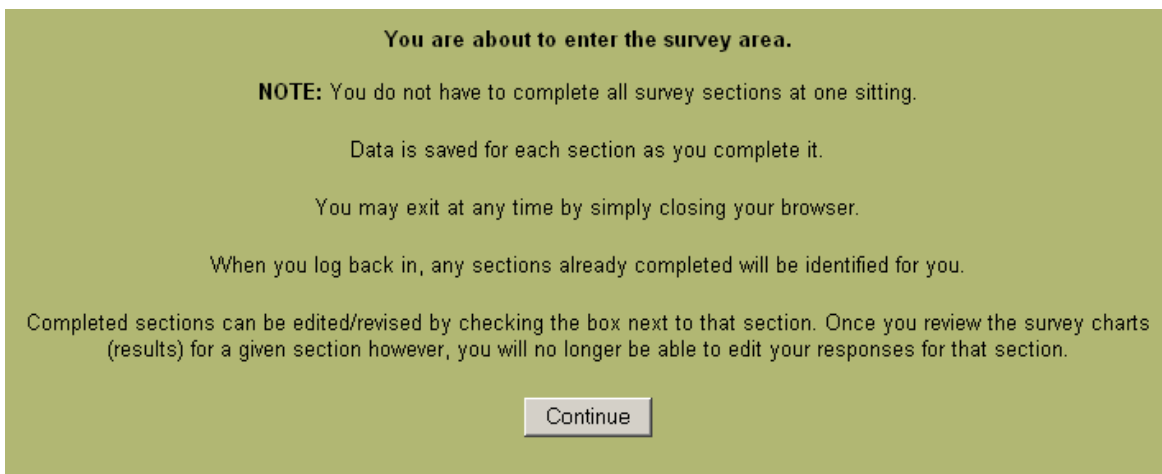 You are about to enter the survey area.
NOTE: You do not have to complete all survey sections at one sitting.
Data is saved for each section as you complete it.
You may exit at any time by simply closing your browser.
When you log back in, any sections already completed will be identified for you.
Completed sections can be edited/revised by checking the box next to that section. Once you review the survey charts
(results) for a given section however, you will no longer be able to edit your responses for that section.
Continue